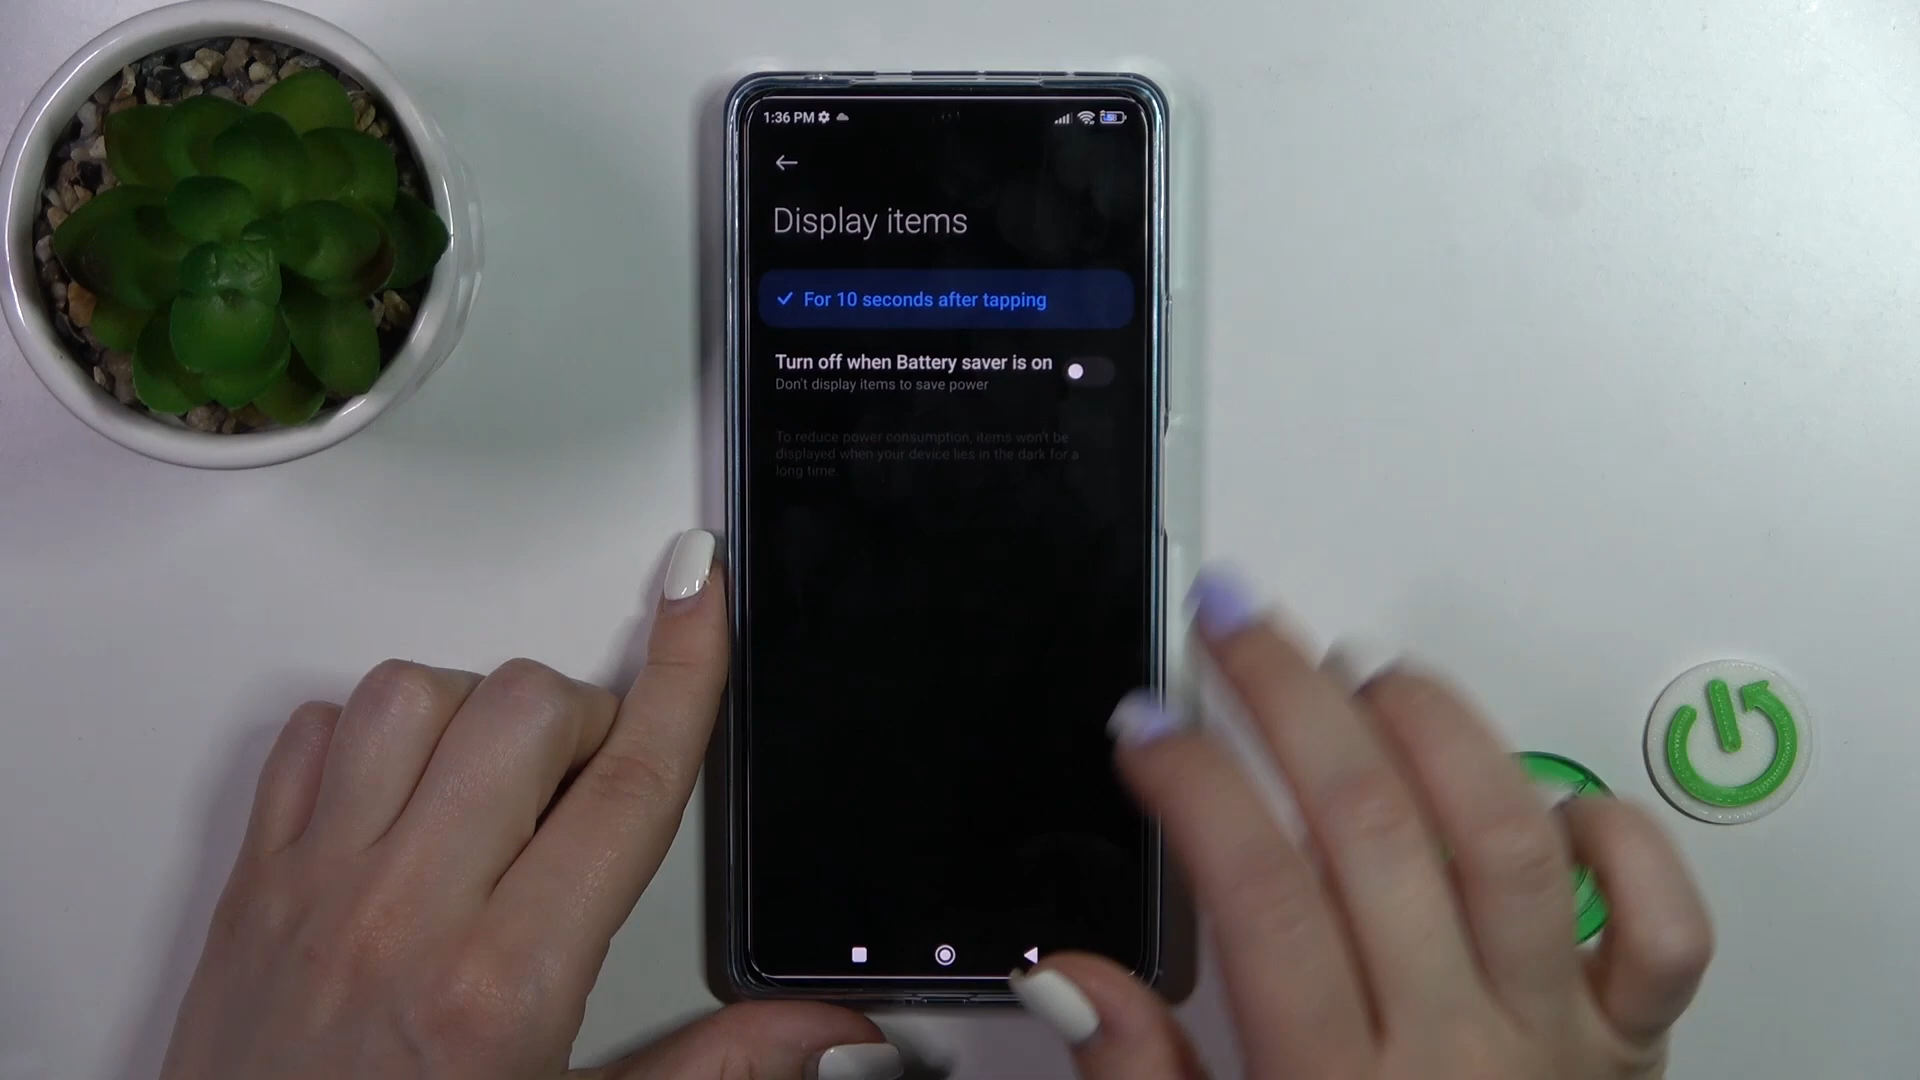 1:36 PM
Display items
For 10 seconds after tapping
Turn off when Battery saver is on
Don't display items to save power
To reduce power consumption, items won't be
displayed when your device lies in the dark for a
long time.